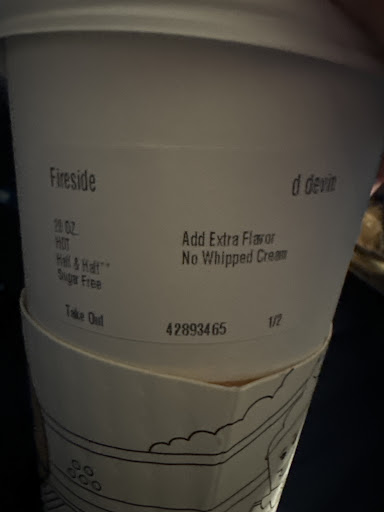 Fireside
d devin
20 OZ.
HOT
Half & Half**
Sugar Free
Add Extra Flavor
No Whipped Cream
Take Out
42893465
1/2